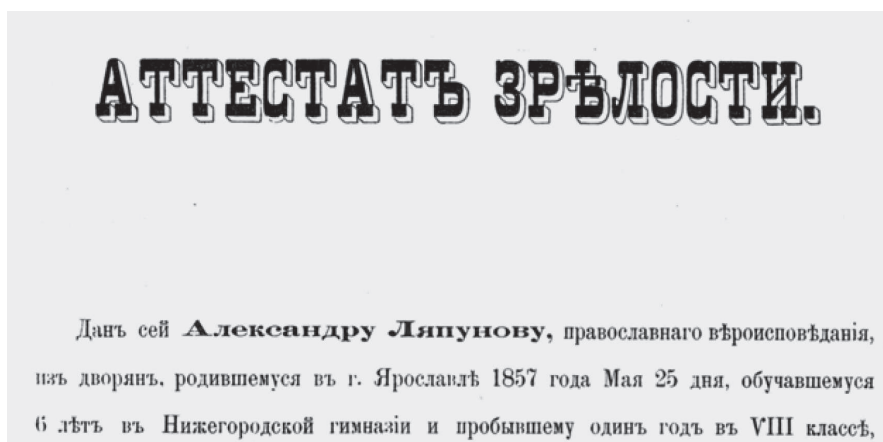 АТТЕСТАТЪ ЗРѢЛОСТИ.
Данъ сей Александру Ляпунову, православнаго вѣроисповѣданія,
изъ дворянъ, родившемуся въ г. Ярославлѣ 1857 года Мая 25 дня, обучавшемуся
6 лѣтъ въ Нижегородской гимназіи и пробывшему одинъ годъ въ VIII классѣ,